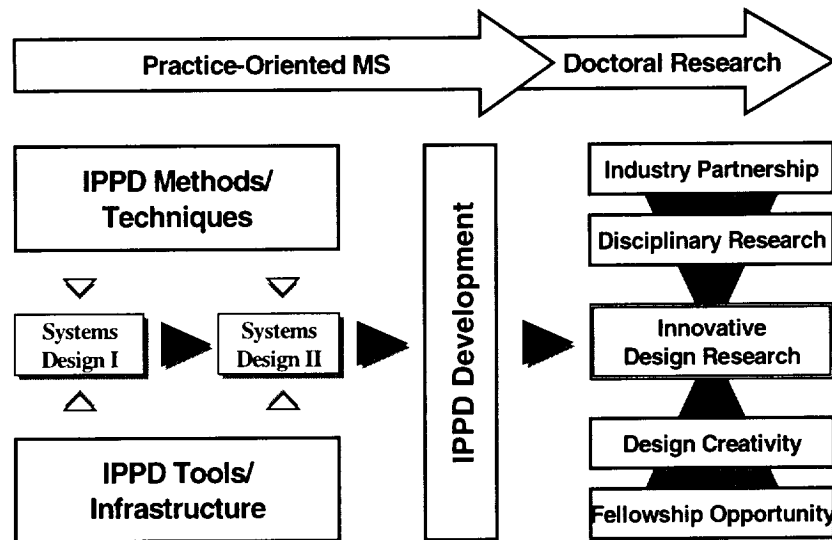 Practice-Oriented MS
Doctoral Research
IPPD Methods/
Techniques
Systems
Design I
Systems
Design II
IPPD Tools/
Infrastructure
IPPD Development
Industry Partnership
Disciplinary Research
Innovative
Design Research
Design Creativity
Fellowship Opportunity